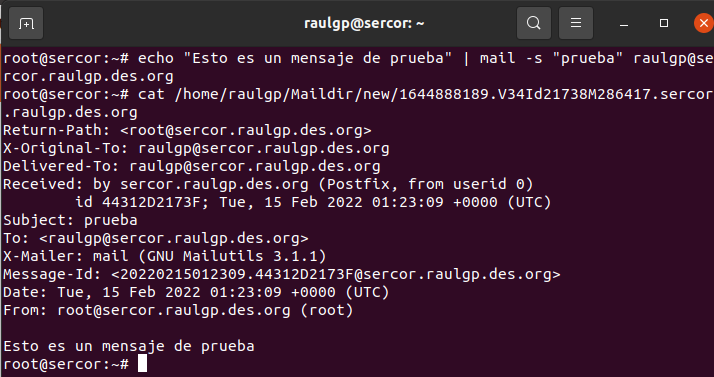 raulgp@sercor: ~
root@sercor:~# echo "Esto es un mensaje de prueba" | mail -s "prueba" raulgp@se
rcor.raulgp.des.org
root@sercor:~# cat /home/raulgp/Maildir/new/1644888189.V34Id21738M286417.sercor
.raulgp.des.org
Return-Path: <root@sercor.raulgp.des.org>
X-Original-To: raulgp@sercor.raulgp.des.org
Delivered-To: raulgp@sercor.raulgp.des.org
Received: by sercor.raulgp.des.org (Postfix, from userid 0)
        id 44312D2173F; Tue, 15 Feb 2022 01:23:09 +0000 (UTC)
Subject: prueba
To: <raulgp@sercor.raulgp.des.org>
X-Mailer: mail (GNU Mailutils 3.1.1)
Message-Id: <20220215012309.44312D2173F@sercor.raulgp.des.org>
Date: Tue, 15 Feb 2022 01:23:09 +0000 (UTC)
From: root@sercor.raulgp.des.org (root)

Esto es un mensaje de prueba
root@sercor:~#